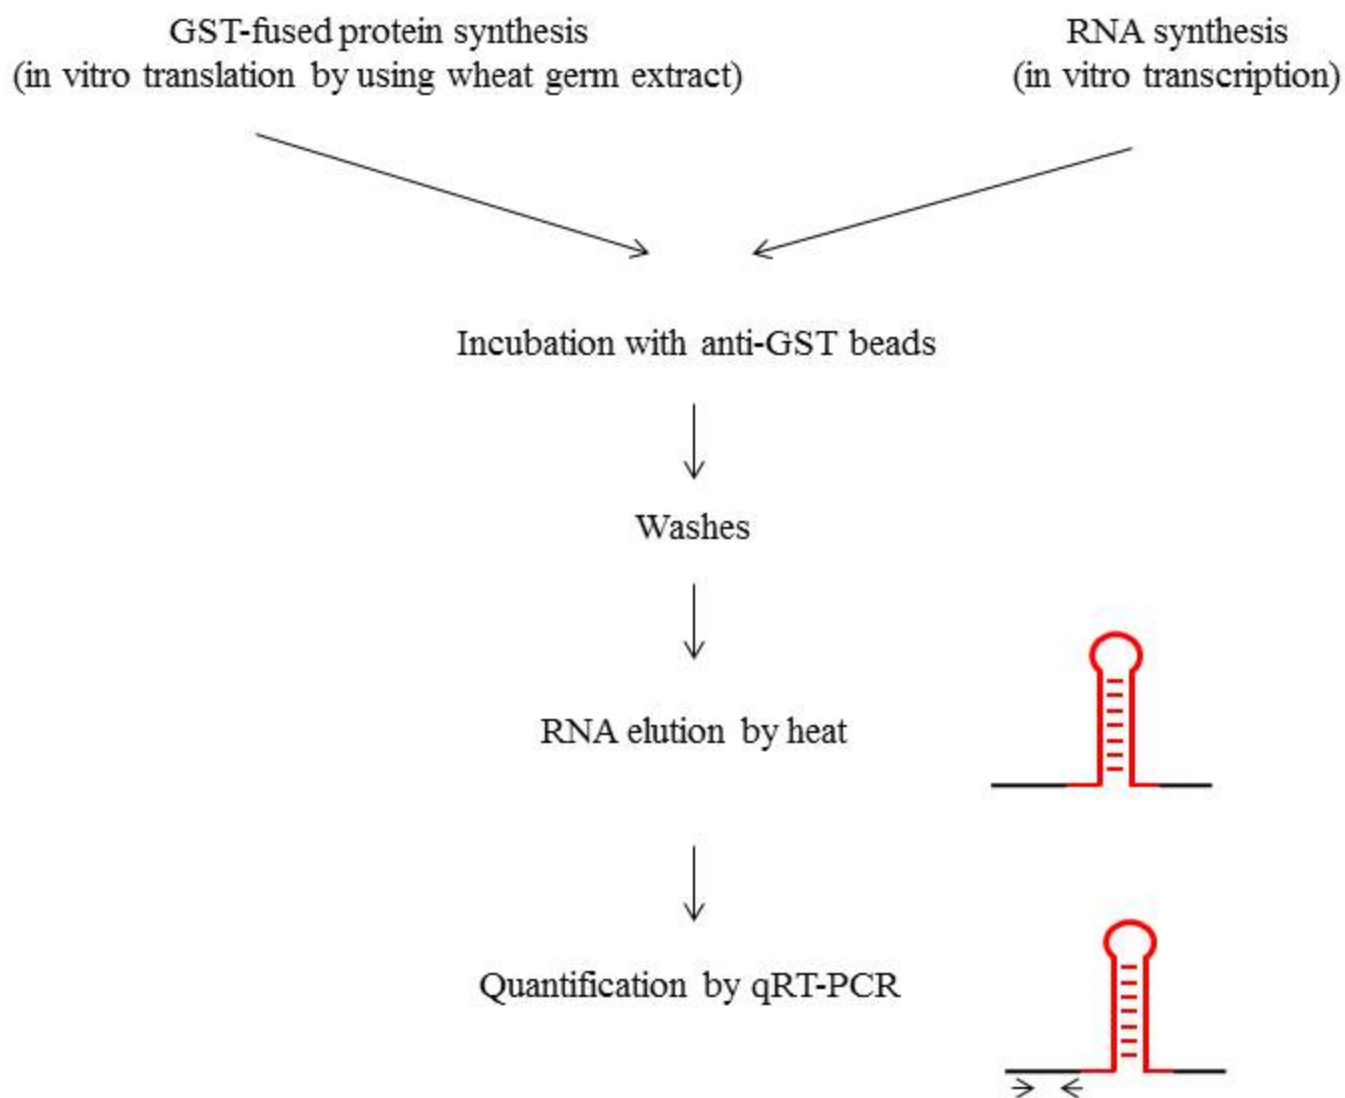 GST-fused protein synthesis
(in vitro translation by using wheat germ extract)
RNA synthesis
(in vitro transcription)
Incubation with anti-GST beads
Washes
RNA elution by heat
Quantification by qRT-PCR